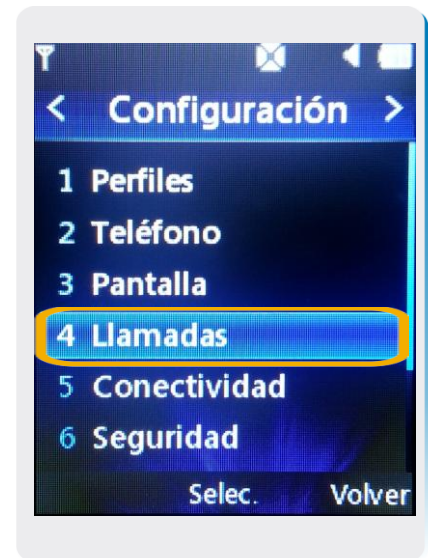 < Configuración >
1 Perfiles
2 Teléfono
3 Pantalla
4 Llamadas
5 Conectividad
6 Seguridad
Selec. Volver